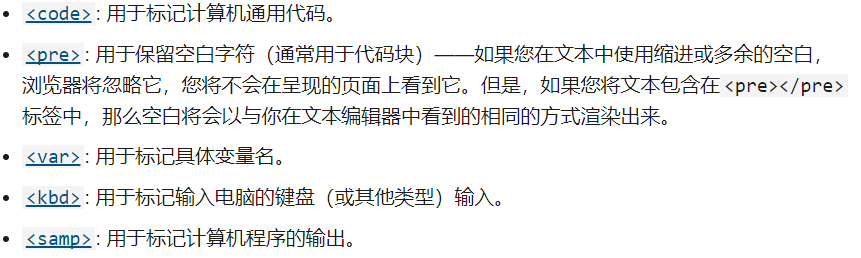 • <code>: 用于标记计算机通用代码。
• <pre>: 用于保留空白字符（通常用于代码块）——如果您在文本中使用缩进或多余的空白，
浏览器将忽略它，您将不会在呈现的页面上看到它。但是，如果您将文本包含在<pre></pre>
标签中，那么空白将会以与你在文本编辑器中看到的相同的方式渲染出来。
• <var>: 用于标记具体变量名。
• <kbd>: 用于标记输入电脑的键盘（或其他类型）输入。
• <samp>: 用于标记计算机程序的输出。